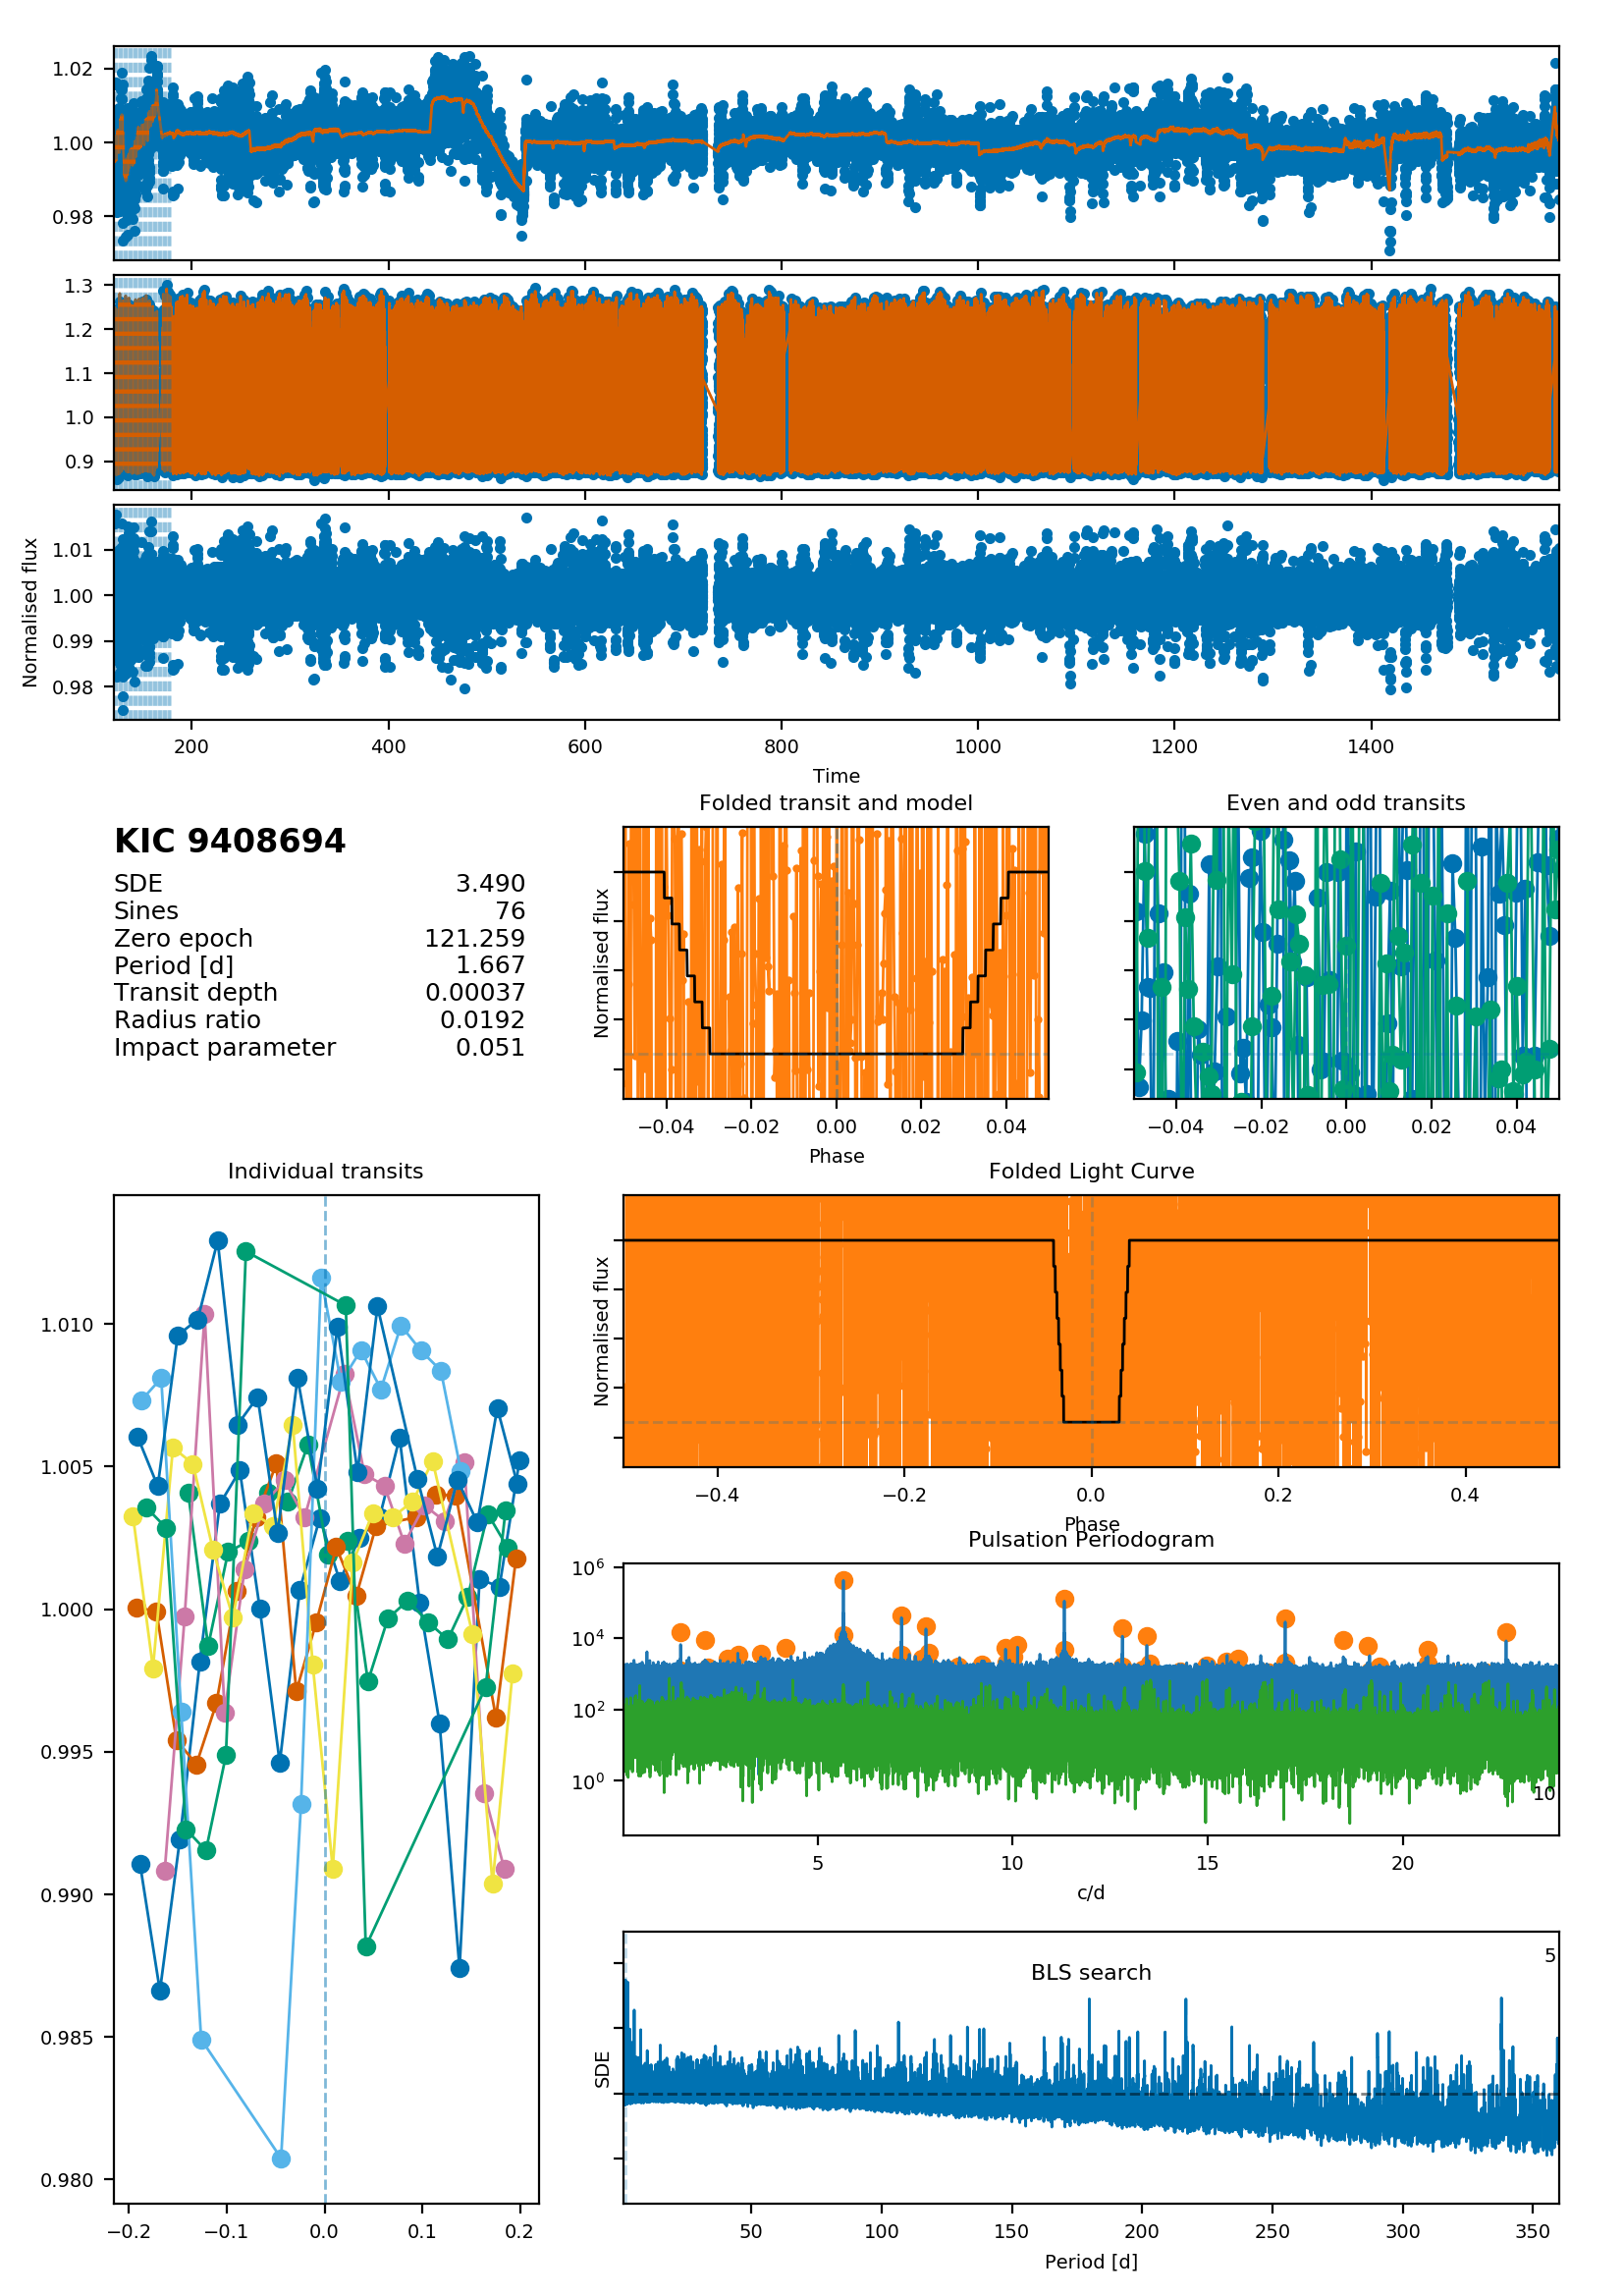 1.02
1.00
0.98
1.3
1.2
1.1
1.0
0.9
1.01
1.00
0.99
0.98
Normalised flux
200 400 600 800 1000 1200 1400
Time
KIC 9408694
SDE 3.490
Sines 76
Zero epoch 121.259
Period [d] 1.667
Transit depth 0.00037
Radius ratio 0.0192
Impact parameter 0.051
Folded transit and model
Normalised flux
−0.04 −0.02 0.00 0.02 0.04
Phase
Even and odd transits
−0.04 −0.02 0.00 0.02 0.04
Individual transits
1.010
1.005
1.000
0.995
0.990
0.985
0.980
−0.2 −0.1 0.0 0.1 0.2
Folded Light Curve
Normalised flux
−0.4 −0.2 0.0 0.2 0.4
Phase
Pulsation Periodogram
10⁶
10⁴
10²
10⁰
10
5 10 15 20
c/d
BLS search
5
SDE
50 100 150 200 250 300 350
Period [d]